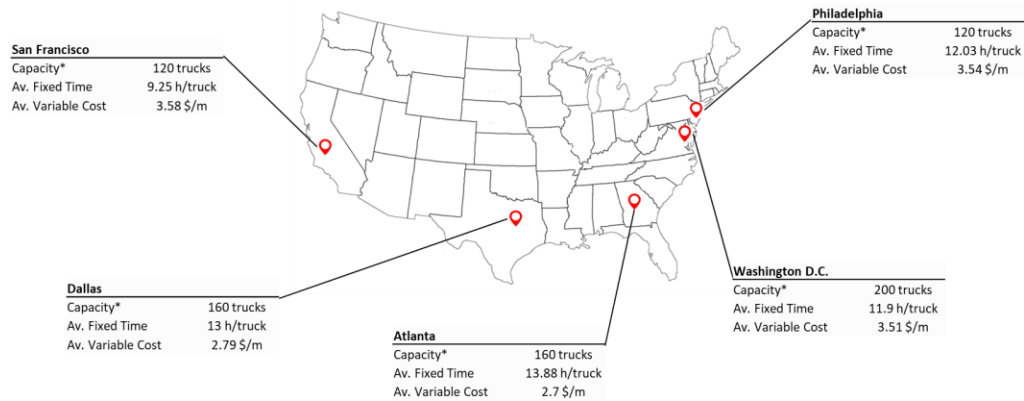 Philadelphia
Capacity* 120 trucks
Av. Fixed Time 12.03 h/truck
Av. Variable Cost 3.54 $/m
San Francisco
Capacity* 120 trucks
Av. Fixed Time 9.25 h/truck
Av. Variable Cost 3.58 $/m
Washington D.C.
Capacity* 200 trucks
Av. Fixed Time 11.9 h/truck
Av. Variable Cost 3.51 $/m
Dallas
Capacity* 160 trucks
Av. Fixed Time 13 h/truck
Av. Variable Cost 2.79 $/m
Atlanta
Capacity* 160 trucks
Av. Fixed Time 13.88 h/truck
Av. Variable Cost 2.7 $/m